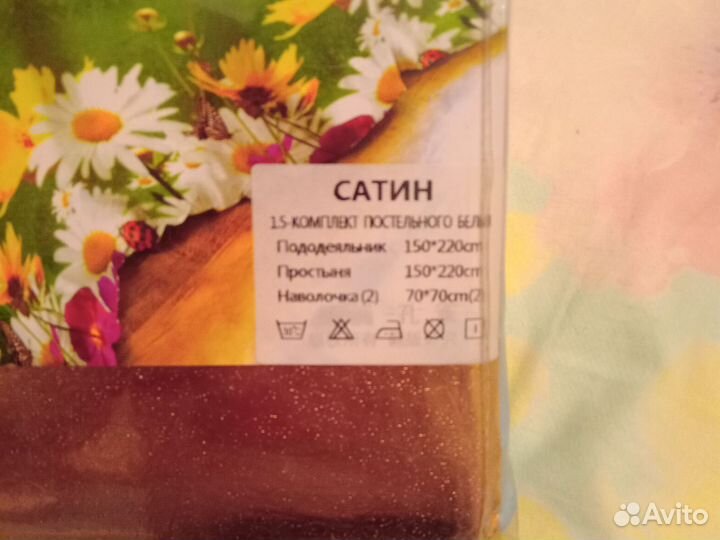 САТИН
1.5-КОМПЛЕКТ ПОСТЕЛЬНОГО БЕЛЬЯ
Пододеяльник 150*220cm
Простыня 150*220cm
Наволочка (2) 70*70cm(2)
Avito